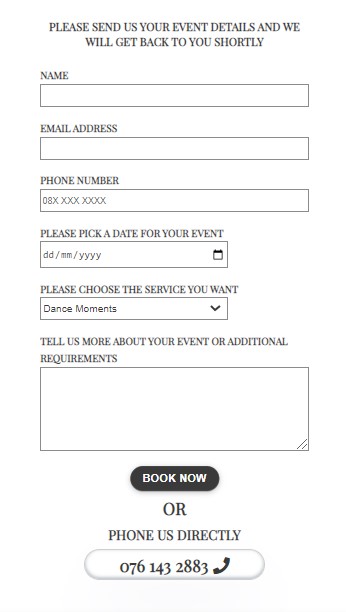 PLEASE SEND US YOUR EVENT DETAILS AND WE
WILL GET BACK TO YOU SHORTLY
NAME
EMAIL ADDRESS
PHONE NUMBER
08X XXX XXXX
PLEASE PICK A DATE FOR YOUR EVENT
dd/mm/yyyy
PLEASE CHOOSE THE SERVICE YOU WANT
Dance Moments
TELL US MORE ABOUT YOUR EVENT OR ADDITIONAL
REQUIREMENTS
BOOK NOW
OR
PHONE US DIRECTLY
076 143 2883